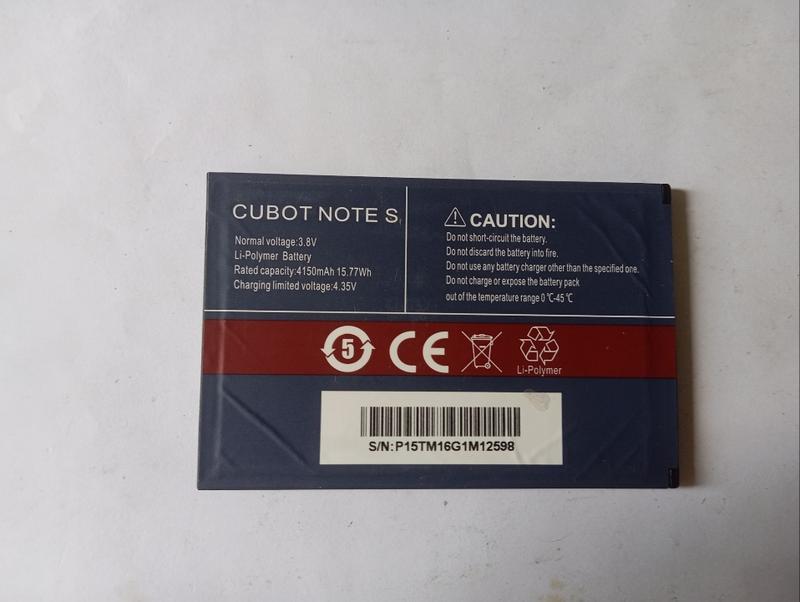 CUBOT NOTE S
Normal voltage:3.8V
Li-Polymer Battery
Rated capacity:4150mAh 15.77Wh
Charging limited voltage:4.35V
CAUTION:
Do not short-circuit the battery.
Do not discard the battery into fire.
Do not use any battery charger other than the specified one.
Do not charge or expose the battery pack
out of the temperature range 0℃-45℃
5
CE
Li-Polymer
S/N:P15TM16G1M12598